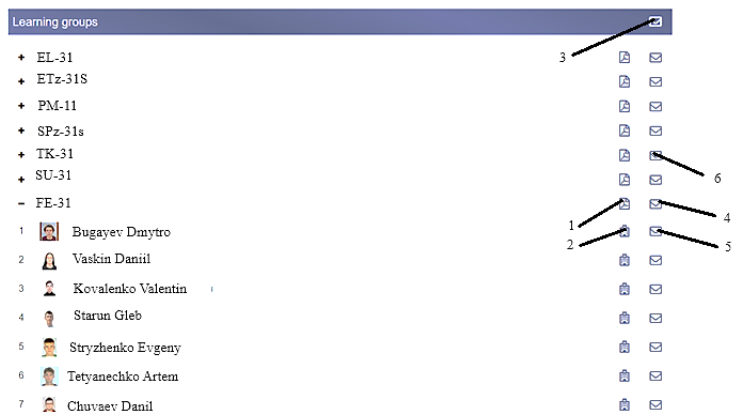 Learning groups
3
EL-31
ETz-31S
PM-11
SPz-31s
TK-31
6
SU-31
FE-31
4
1
1 Bugayev Dmytro
2
5
2 Vaskin Daniil
3 Kovalenko Valentin
4 Starun Gleb
5 Stryzhenko Evgeny
6 Tetyanechko Artem
7 Chuvaev Danil